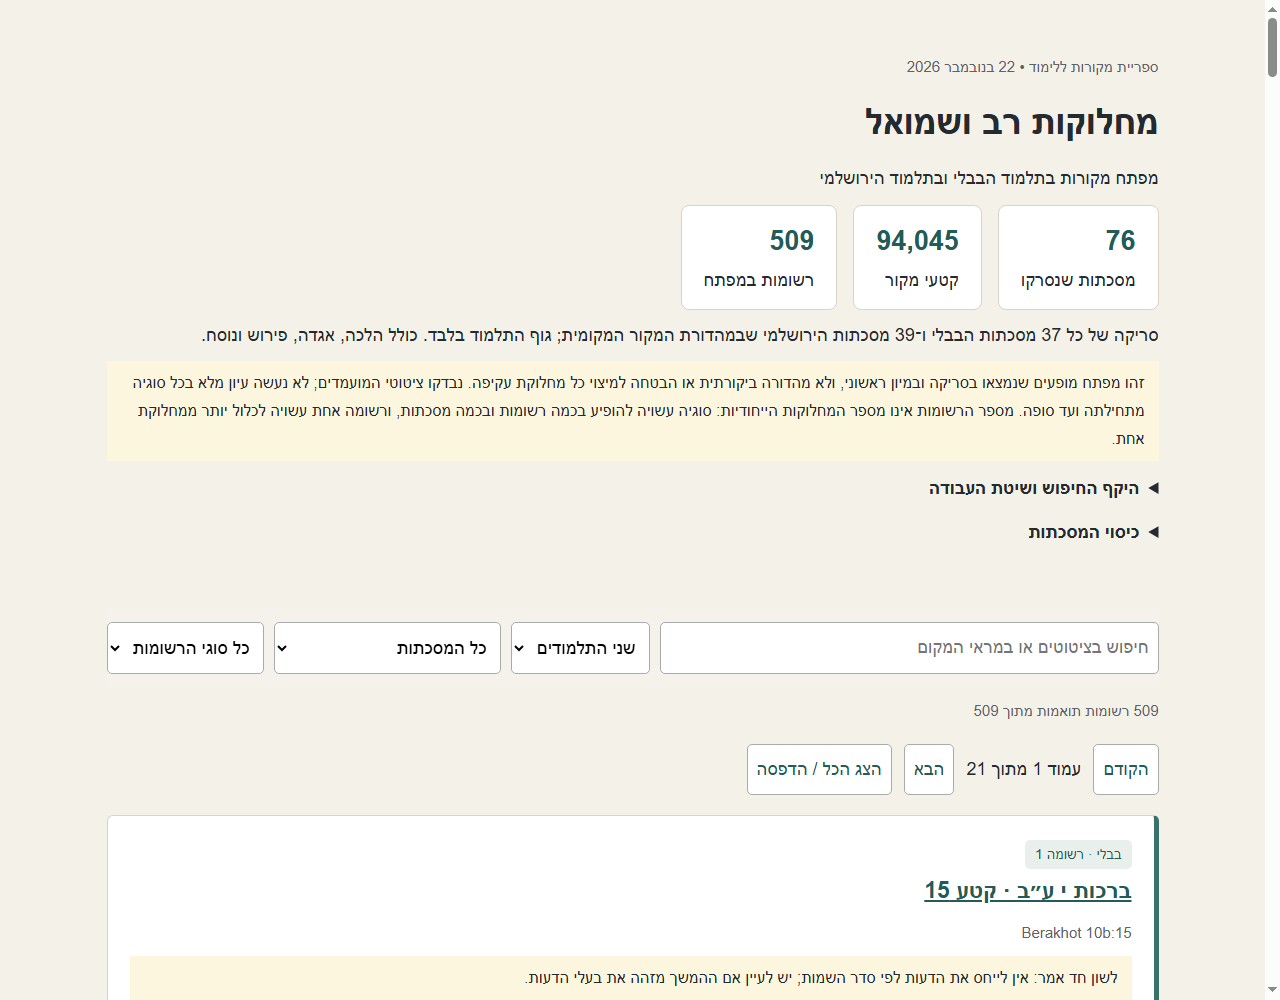 ספריית מקורות ללימוד • 22 בנובמבר 2026
מחלוקות רב ושמואל
מפתח מקורות בתלמוד הבבלי ובתלמוד הירושלמי
76
מסכתות שנסרקו
94,045
קטעי מקור
509
רשומות במפתח
סריקה של כל 37 מסכתות הבבלי ו־39 מסכתות הירושלמי שבמהדורת המקור המקומית; גוף התלמוד בלבד. כולל הלכה, אגדה, פירוש ונוסח.
זהו מפתח מופעים שנמצאו בסריקה ובמיון ראשוני, ולא מהדורה ביקורתית או הבטחה למיצוי כל מחלוקת עקיפה. נבדקו ציטוטי המועמדים; לא נעשה עיון מלא בכל סוגיה
מתחילתה ועד סופה. מספר הרשומות אינו מספר המחלוקות הייחודיות: סוגיה עשויה להופיע בכמה רשומות ובכמה מסכתות, ורשומה אחת עשויה לכלול יותר ממחלוקת
אחת.
היקף החיפוש ושיטת העבודה
כיסוי המסכתות
חיפוש בציטוטים או במראי המקום
שני התלמודים
כל המסכתות
כל סוגי הרשומות
509 רשומות תואמות מתוך 509
הקודם
עמוד 1 מתוך 21
הבא
הצג הכל / הדפסה
בבלי · רשומה 1
ברכות י ע״ב · קטע 15
Berakhot 10b:15
לשון חד אמר: אין לייחס את הדעות לפי סדר השמות; יש לעיין אם ההמשך מזהה את בעלי הדעות.